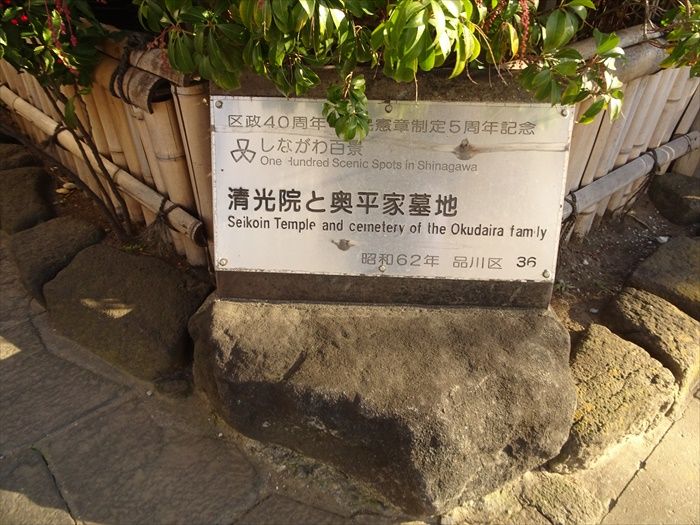 区政40周年 民憲章制定5周年記念
しながわ百景
One Hundred Scenic Spots in Shinagawa
清光院と奥平家墓地
Seikoin Temple and cemetery of the Okudaira family
昭和62年 品川区 36